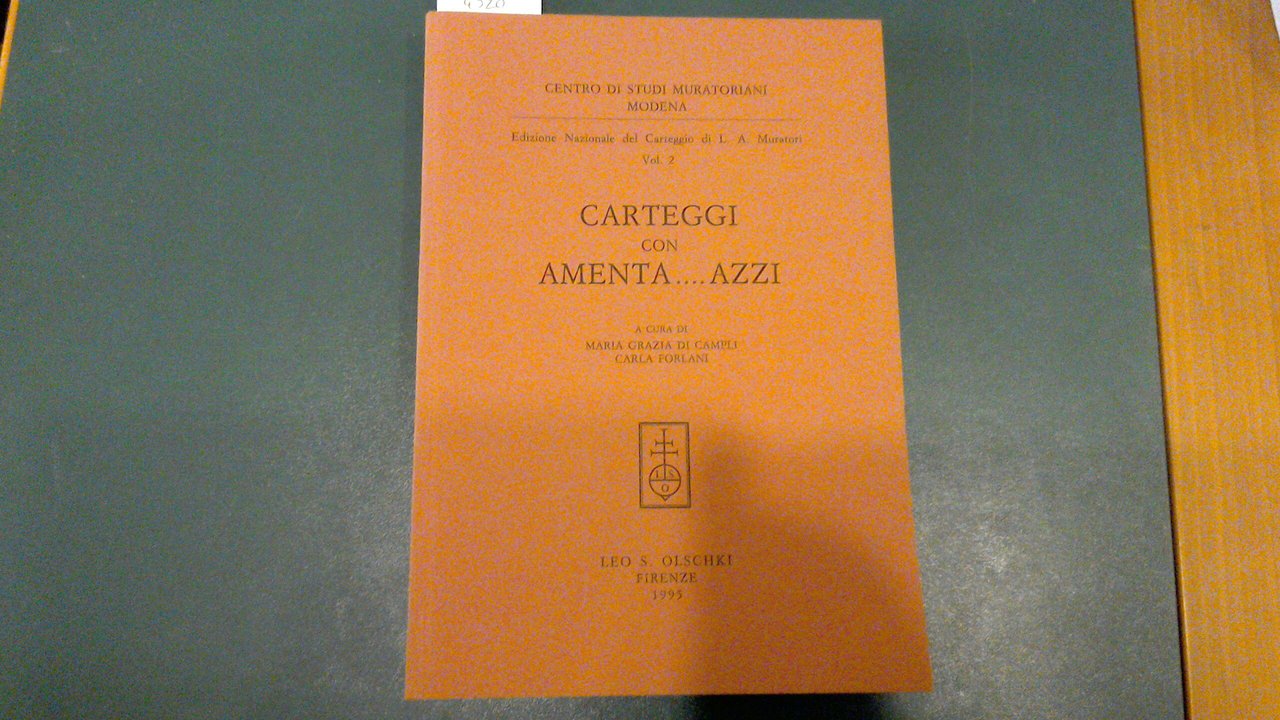 CENTRO DI STUDI MURATORIANI
MODENA
Edizione Nazionale del Carteggio di L. A. Muratori
Vol. 2
CARTEGGI
CON
AMENTA....AZZI
A CURA DI
MARIA GRAZIA DI CAMPLI
CARLA FORLANI
L S
O
LEO S. OLSCHKI
FIRENZE
1995